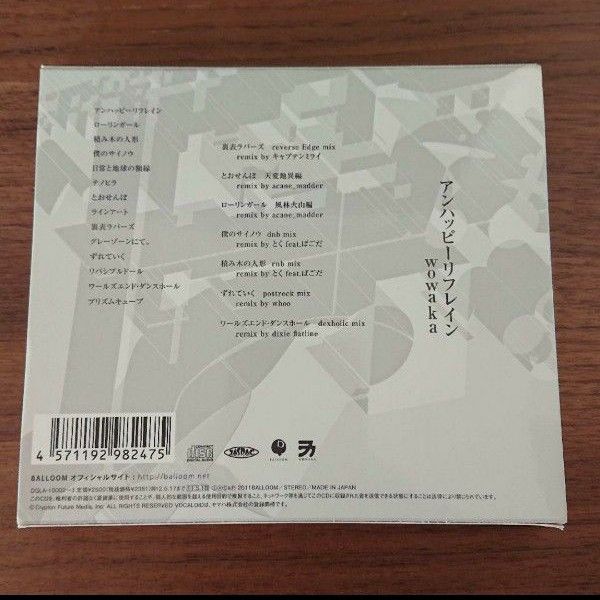 アンハッピーリフレイン
ローリンガール
積み木の人形
僕のサイノウ
日常と地球の額縁
テノヒラ
とおせんぼ
ラインアート
裏表ラバーズ
グレーゾーンにて。
ずれていく
リバシブルドール
ワールズエンド・ダンスホール
プリズムキューブ
裏表ラバーズ reverse Edge mix
remix by キャプテンミライ
とおせんぼ 天変地異編
remix by acane_madder
ローリンガール 風林火山編
remix by acane_madder
僕のサイノウ dnb mix
remix by とく feat.ぱごだ
積み木の人形 rnb mix
remix by とく feat.ぱごだ
ずれていく postrock mix
remix by whoo
ワールズエンド・ダンスホール dexholic mix
remix by dixie flatline
アンハッピーリフレイン
wowaka
4 571192 982475
COMPACT
disc
DIGITAL AUDIO
JASRAC
BALLOOM
BALLOOM オフィシャルサイト：http://balloom.net
2011BALLOOM／STEREO／MADE IN JAPAN